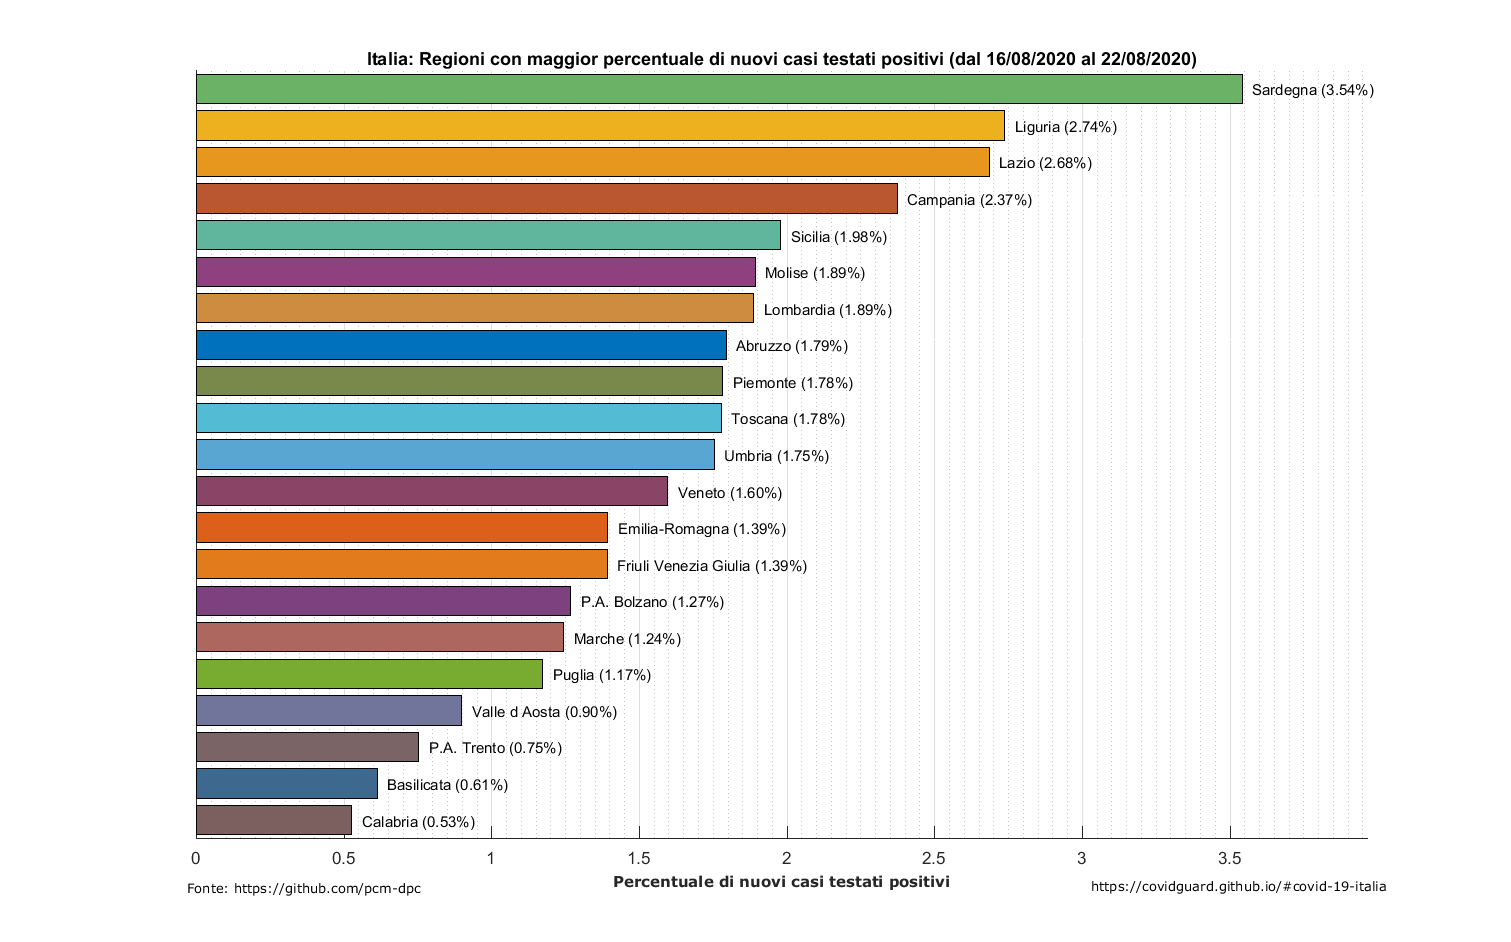 Italia: Regioni con maggior percentuale di nuovi casi testati positivi (dal 16/08/2020 al 22/08/2020)
Sardegna (3.54%)
Liguria (2.74%)
Lazio (2.68%)
Campania (2.37%)
Sicilia (1.98%)
Molise (1.89%)
Lombardia (1.89%)
Abruzzo (1.79%)
Piemonte (1.78%)
Toscana (1.78%)
Umbria (1.75%)
Veneto (1.60%)
Emilia-Romagna (1.39%)
Friuli Venezia Giulia (1.39%)
P.A. Bolzano (1.27%)
Marche (1.24%)
Puglia (1.17%)
Valle d Aosta (0.90%)
P.A. Trento (0.75%)
Basilicata (0.61%)
Calabria (0.53%)
0 0.5 1 1.5 2 2.5 3 3.5
Percentuale di nuovi casi testati positivi
Fonte: https://github.com/pcm-dpc
https://covidguard.github.io/#covid-19-italia